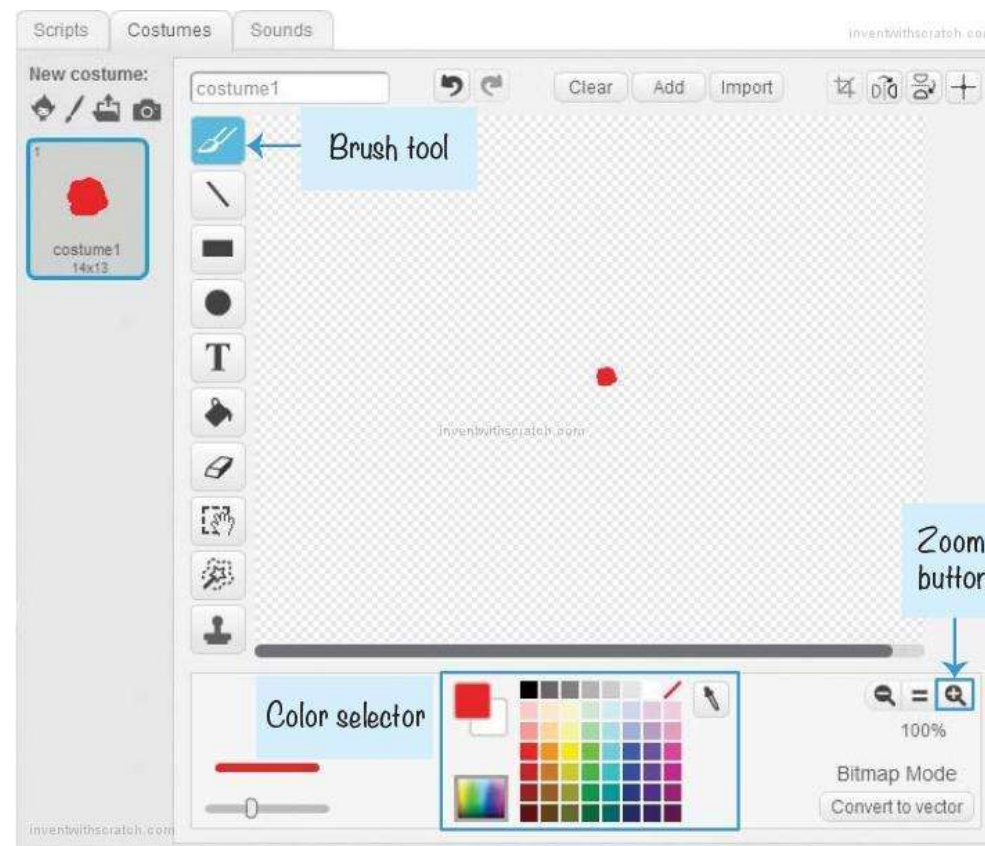 Scripts
Costumes
Sounds
inventwithscratch.com
New costume:
costume1
Clear
Add
Import
Brush tool
1
costume1
14x13
T
inventwithscratch.com
Zoom
button
Color selector
100%
Bitmap Mode
Convert to vector
inventwithscratch.com